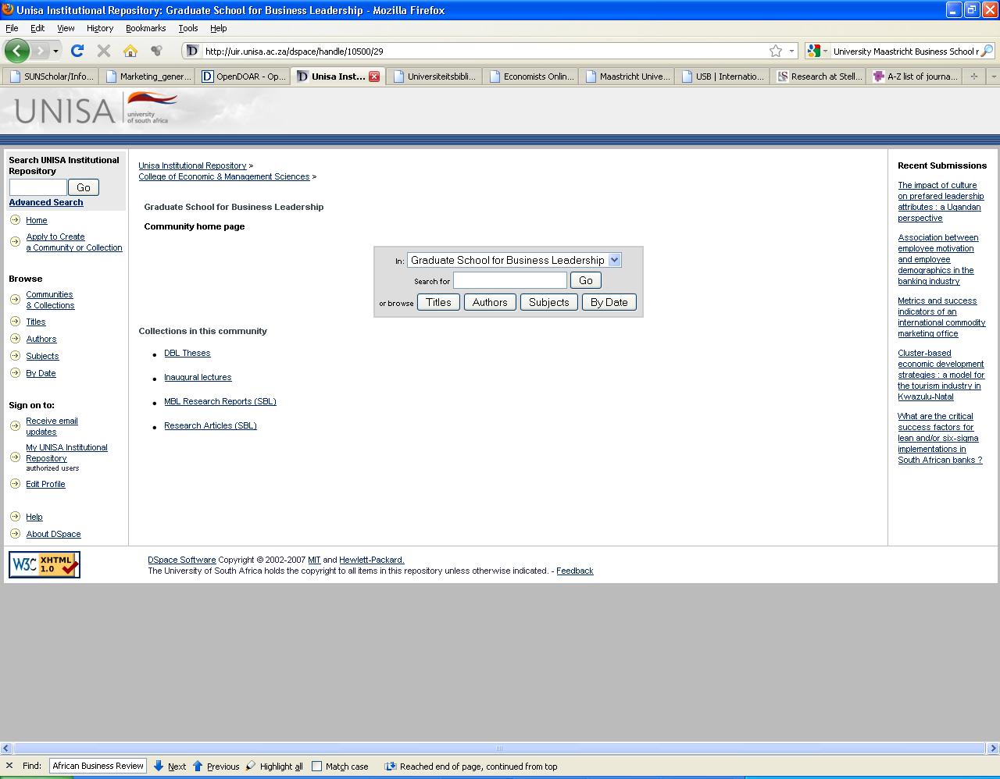 Unisa Institutional Repository: Graduate School for Business Leadership - Mozilla Firefox
File Edit View History Bookmarks Tools Help
http://uir.unisa.ac.za/dspace/handle/10500/29
University Maastricht Business School r
SUNScholar/Info...
Marketing_gener...
OpenDOAR - Op...
Unisa Inst...
Universiteitsbibli...
Economists Onlin...
Maastricht Unive...
USB | Internatio...
Research at Stell...
A-Z list of journa...
UNISA
university
of south africa
Search UNISA Institutional
Repository
Go
Advanced Search
Home
Apply to Create
a Community or Collection
Browse
Communities
& Collections
Titles
Authors
Subjects
By Date
Sign on to:
Receive email
updates
My UNISA Institutional
Repository
authorized users
Edit Profile
Help
About DSpace
Unisa Institutional Repository >
College of Economic & Management Sciences >
Graduate School for Business Leadership
Community home page
In: Graduate School for Business Leadership
Search for Go
or browse Titles Authors Subjects By Date
Collections in this community
DBL Theses
Inaugural lectures
MBL Research Reports (SBL)
Research Articles (SBL)
Recent Submissions
The impact of culture
on prefared leadership
attributes : a Ugandan
perspective
Association between
employee motivation
and employee
demographics in the
banking industry
Metrics and success
indicators of an
international commodity
marketing office
Cluster-based
economic development
strategies : a model for
the tourism industry in
Kwazulu-Natal
What are the critical
success factors for
lean and/or six-sigma
implementations in
South African banks ?
W3C XHTML
1.0
DSpace Software Copyright © 2002-2007 MIT and Hewlett-Packard.
The University of South Africa holds the copyright to all items in this repository unless otherwise indicated. - Feedback
Find: African Business Review Next Previous Highlight all Match case Reached end of page, continued from top